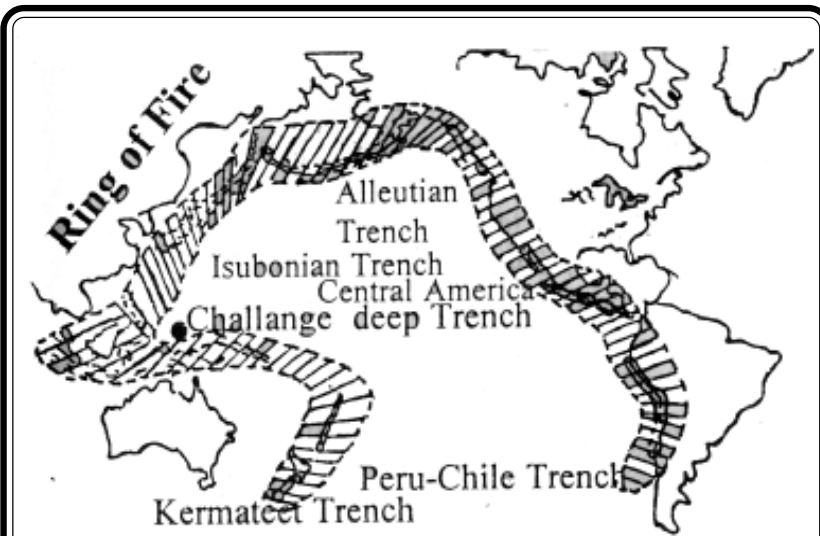 Ring of Fire
Alleutian
Trench
Isubonian Trench
Central America
Challange deep Trench
Peru-Chile Trench
Kermateet Trench